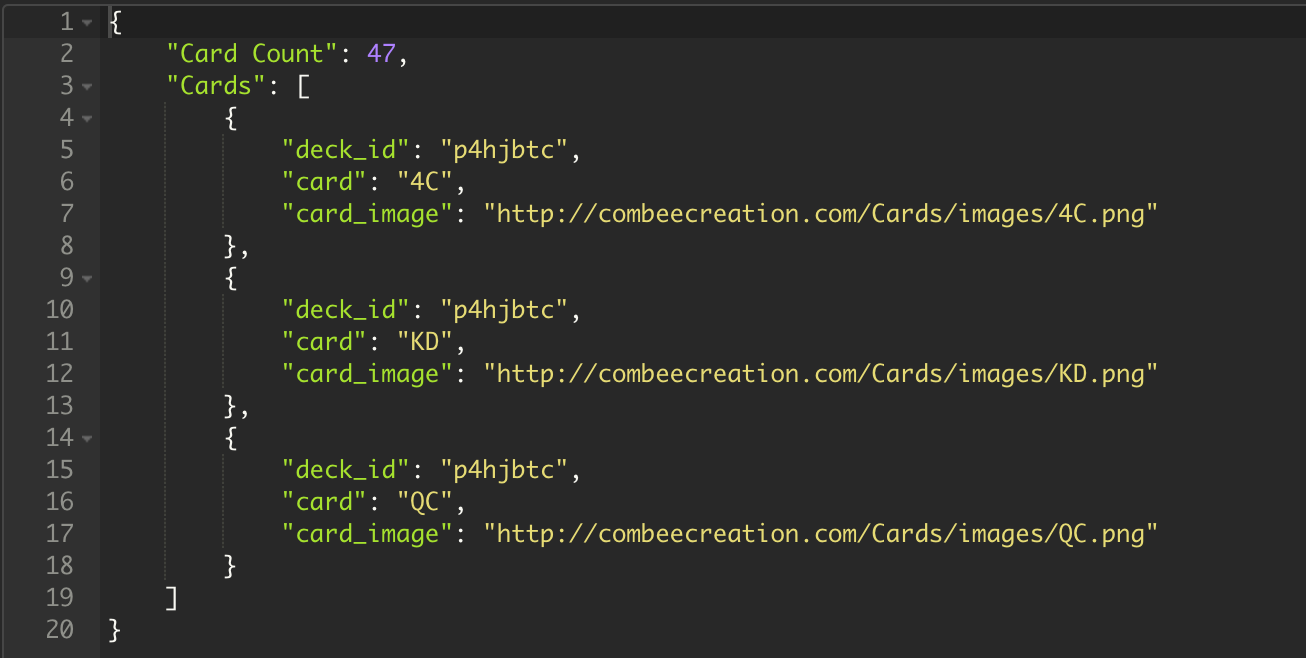 1 {
2     "Card Count": 47,
3     "Cards": [
4         {
5             "deck_id": "p4hjbtc",
6             "card": "4C",
7             "card_image": "http://combeecreation.com/Cards/images/4C.png"
8         },
9         {
10             "deck_id": "p4hjbtc",
11             "card": "KD",
12             "card_image": "http://combeecreation.com/Cards/images/KD.png"
13         },
14         {
15             "deck_id": "p4hjbtc",
16             "card": "QC",
17             "card_image": "http://combeecreation.com/Cards/images/QC.png"
18         }
19     ]
20 }